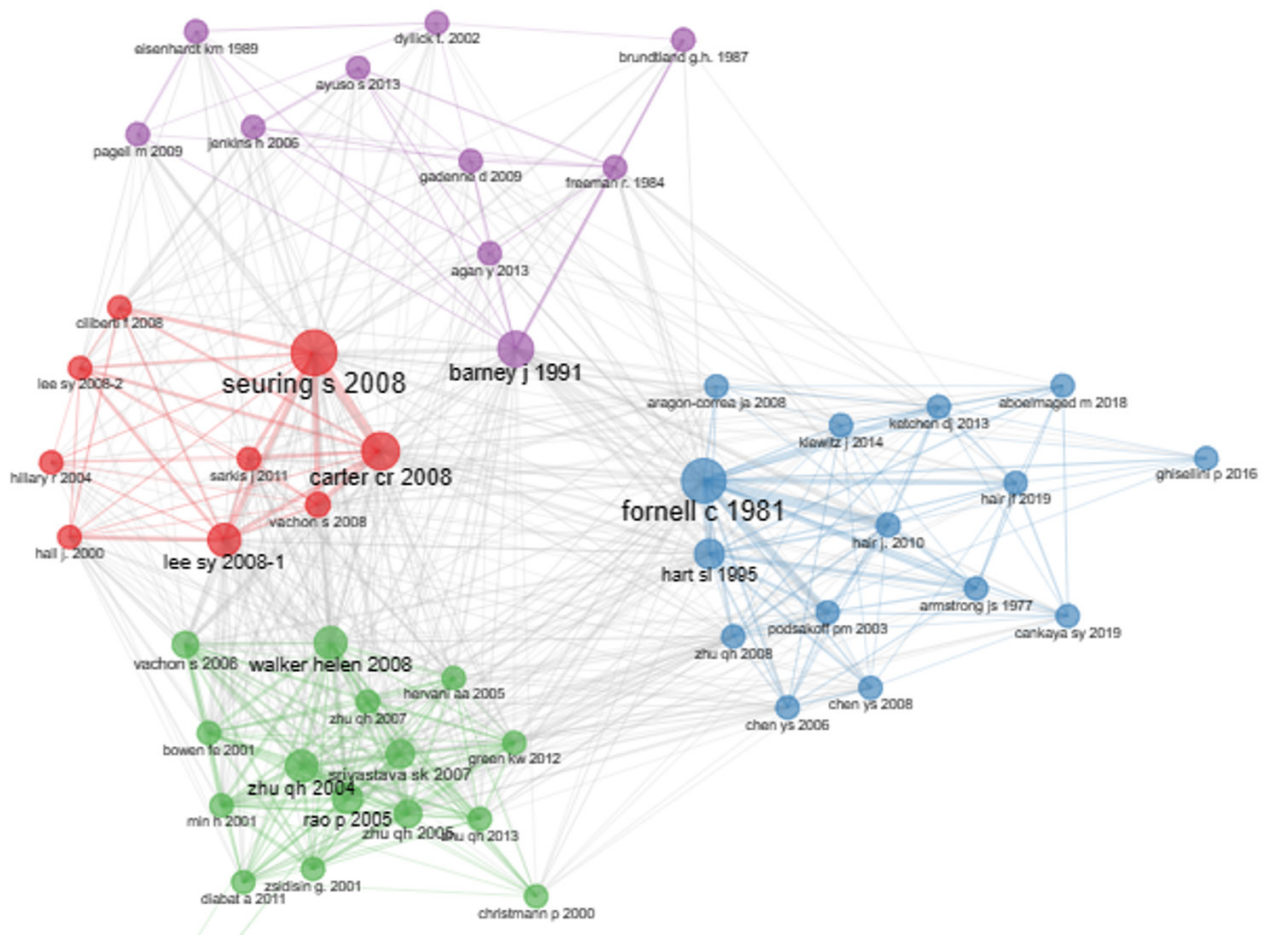 eisenhardt km 1989
dyllick t. 2002
brundtland g.h. 1987
ayuso s 2013
pagell m 2009
jenkins h 2006
gadenne d 2009
freeman r. 1984
agan y 2013
ciliberti f 2008
seuring s 2008
barney j 1991
lee sy 2008-2
aragon-correa ja 2008
aboelmaged m 2018
ketchen dj 2013
klewitz j 2014
hillary r 2004
sarkis j 2011
carter cr 2008
ghisellini p 2016
hair jf 2019
fornell c 1981
vachon s 2008
hall j. 2000
lee sy 2008-1
hair j. 2010
hart sl 1995
armstrong js 1977
podsakoff pm 2003
cankaya sy 2019
zhu qh 2008
vachon s 2006
walker helen 2008
hervani aa 2005
chen ys 2008
chen ys 2006
zhu qh 2007
bowen fe 2001
green kw 2012
srivastava sk 2007
zhu qh 2004
min h 2001
rao p 2005
zhu qh 2005
zhu qh 2013
zsidisin g. 2001
diabat a 2011
christmann p 2000